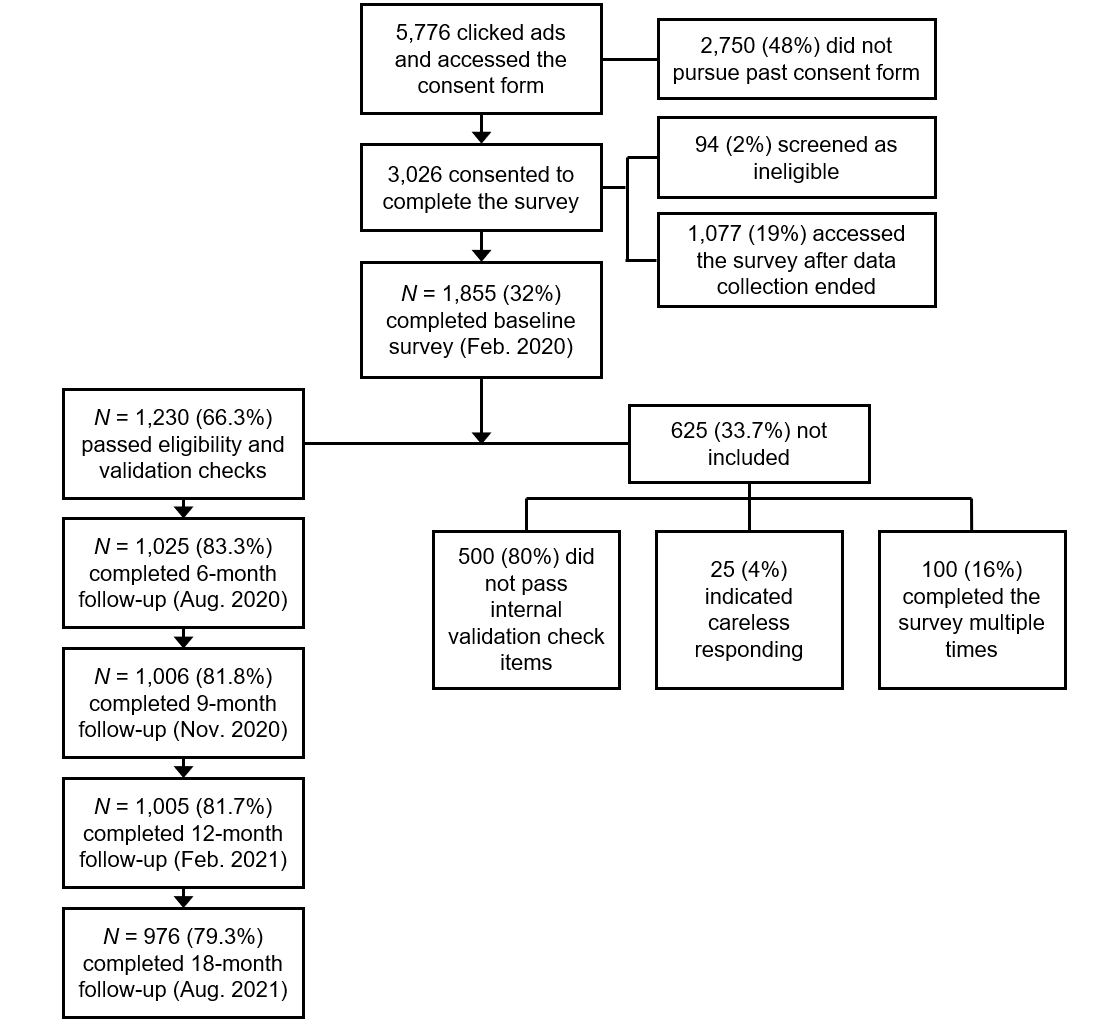 5,776 clicked ads
and accessed the
consent form
2,750 (48%) did not
pursue past consent form
3,026 consented to
complete the survey
94 (2%) screened as
ineligible
1,077 (19%) accessed
the survey after data
collection ended
N = 1,855 (32%)
completed baseline
survey (Feb. 2020)
N = 1,230 (66.3%)
passed eligibility and
validation checks
625 (33.7%) not
included
500 (80%) did
not pass
internal
validation check
items
25 (4%)
indicated
careless
responding
100 (16%)
completed the
survey multiple
times
N = 1,025 (83.3%)
completed 6-month
follow-up (Aug. 2020)
N = 1,006 (81.8%)
completed 9-month
follow-up (Nov. 2020)
N = 1,005 (81.7%)
completed 12-month
follow-up (Feb. 2021)
N = 976 (79.3%)
completed 18-month
follow-up (Aug. 2021)